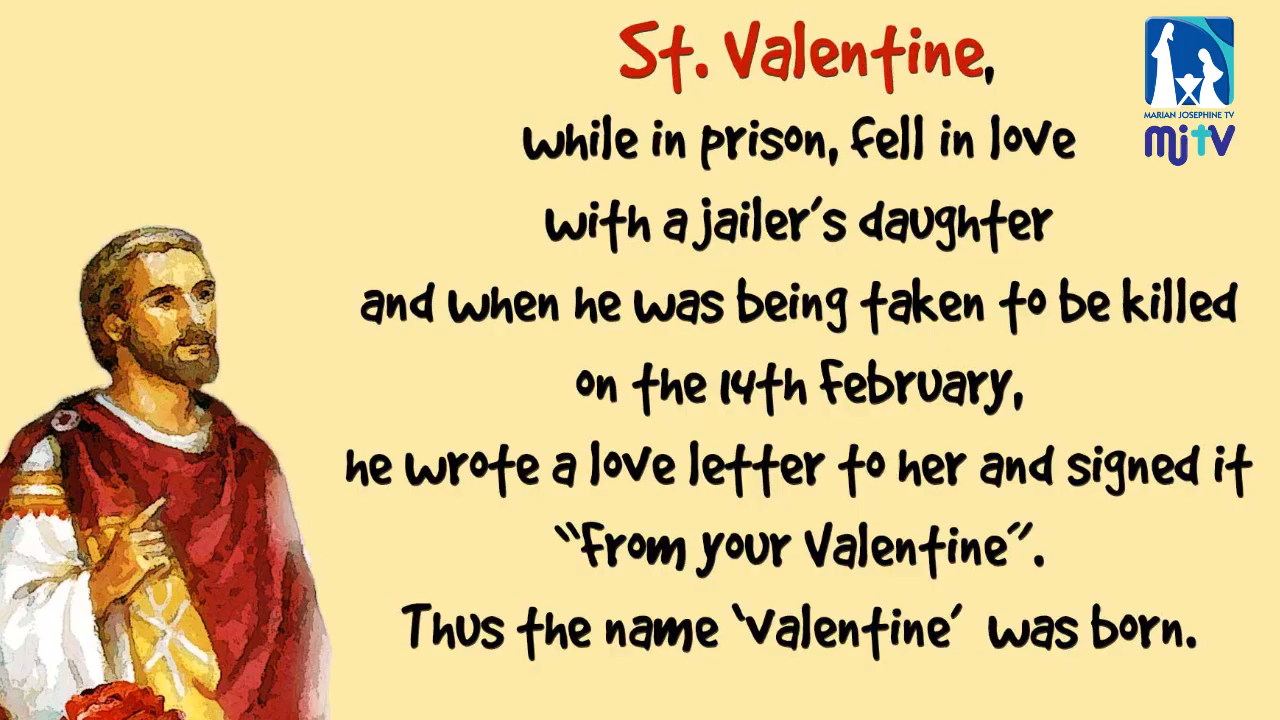 St. Valentine,
while in prison, fell in love
with a jailer's daughter
and when he was being taken to be killed
on the 14th February,
he wrote a love letter to her and signed it
"From your Valentine".
Thus the name 'Valentine' was born.
MARIAN JOSEPHINE TV
mjtv